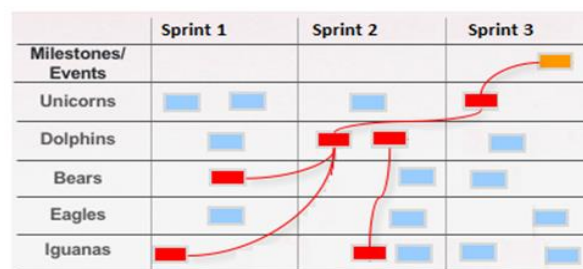 Sprint 1 Sprint 2 Sprint 3
Milestones/
Events
Unicorns
Dolphins
Bears
Eagles
Iguanas